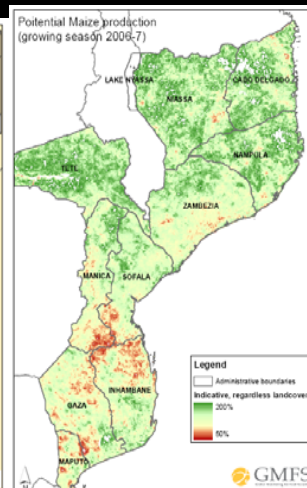 Poitential Maize production
(growing season 2006-7)
LAKE NYASSA
CABO DELGADO
NIASSA
NAMPULA
TETE
ZAMBEZIA
MANICA
SOFALA
INHAMBANE
GAZA
MAPUTO
Legend
Administrative boundaries
Indicative, regardless landcover
200%
50%
GMFS